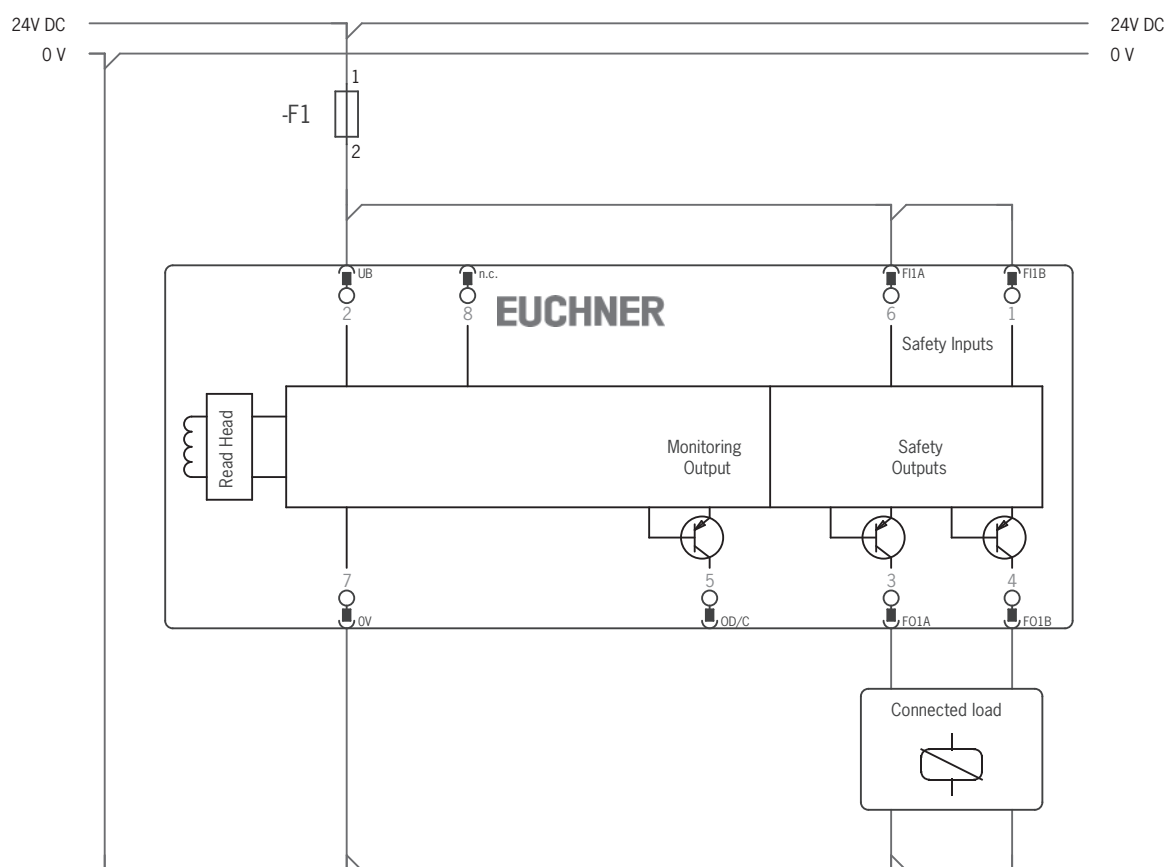 24V DC
24V DC
0 V
0 V
1
-F1
2
UB
n.c.
FI1A
FI1B
2
8
EUCHNER
6
1
Safety Inputs
Read Head
Monitoring
Output
Safety
Outputs
7
5
3
4
0V
OD/C
FO1A
FO1B
Connected load